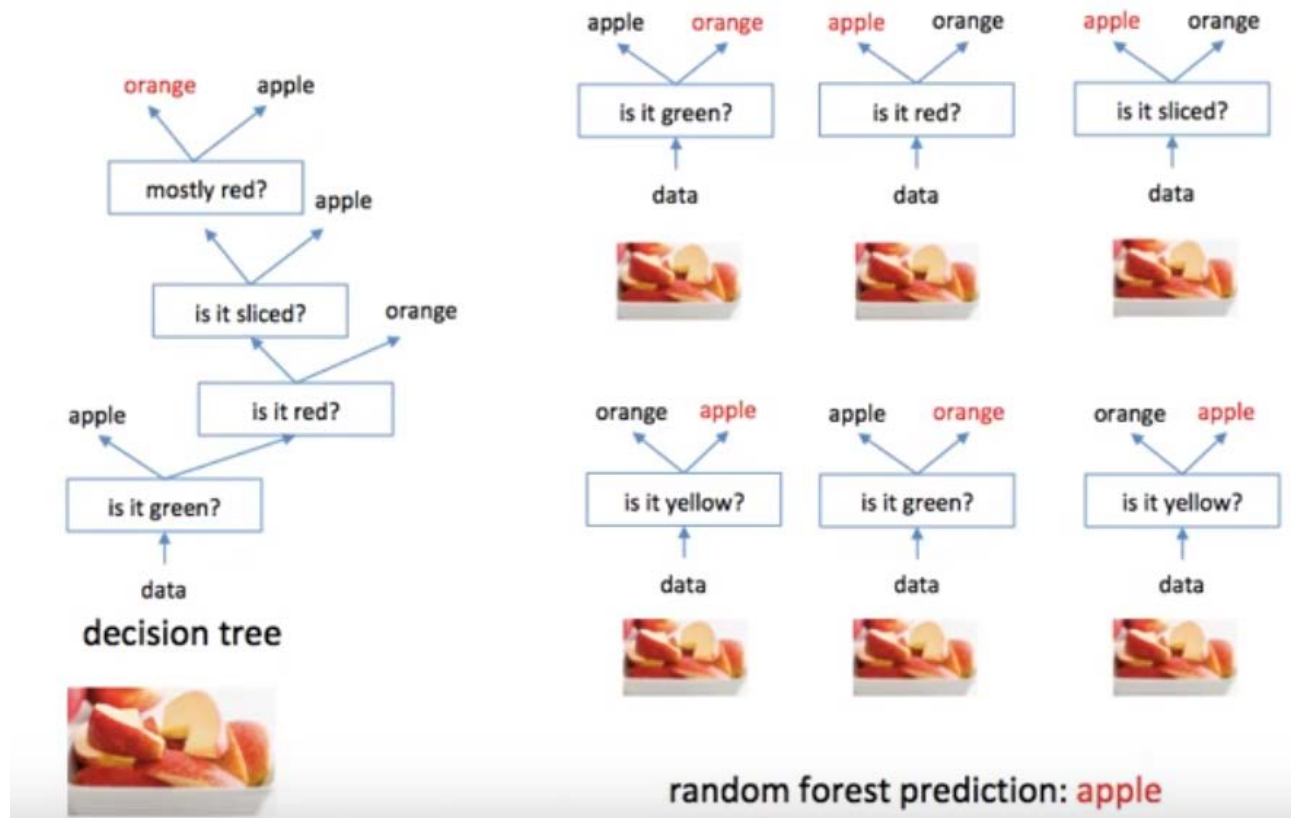 orange apple
mostly red?
apple
is it sliced?
orange
is it red?
apple
is it green?
data
decision tree
apple orange
is it green?
data
apple orange
is it red?
data
apple orange
is it sliced?
data
orange apple
is it yellow?
data
apple orange
is it green?
data
orange apple
is it yellow?
data
random forest prediction: apple